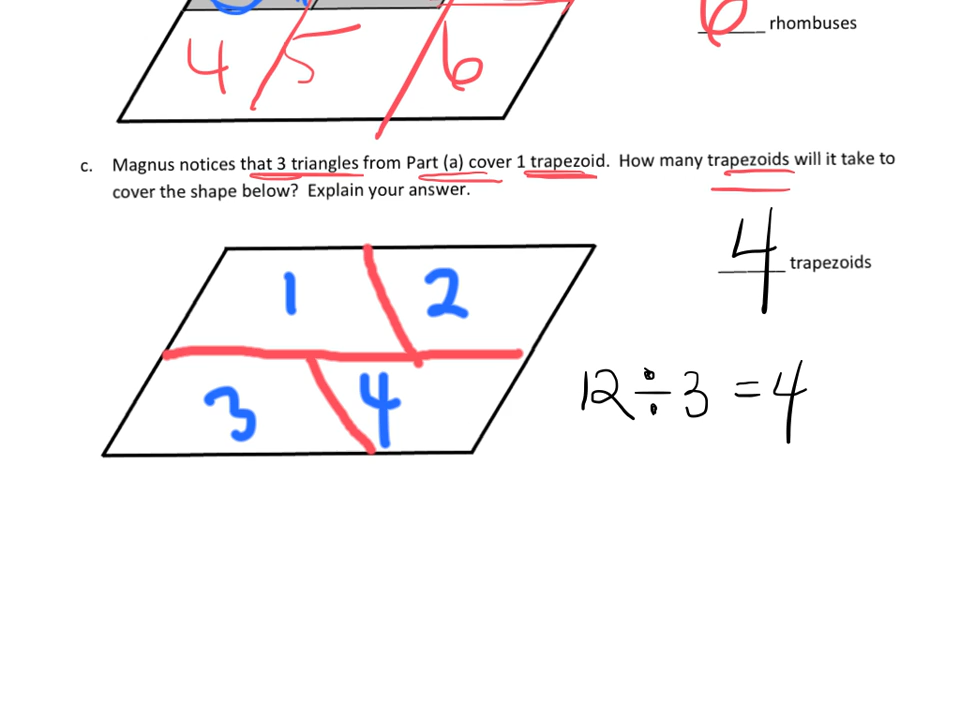 6 rhombuses
4 5 6
c. Magnus notices that 3 triangles from Part (a) cover 1 trapezoid. How many trapezoids will it take to
cover the shape below? Explain your answer.
4 trapezoids
1 2
3 4
12 ÷ 3 = 4